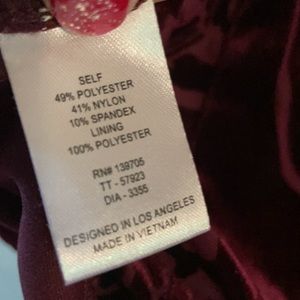 SELF
49% POLYESTER
41% NYLON
10% SPANDEX
LINING
100% POLYESTER
RN# 139705
TT - 57923
DIA - 3355
DESIGNED IN LOS ANGELES
MADE IN VIETNAM